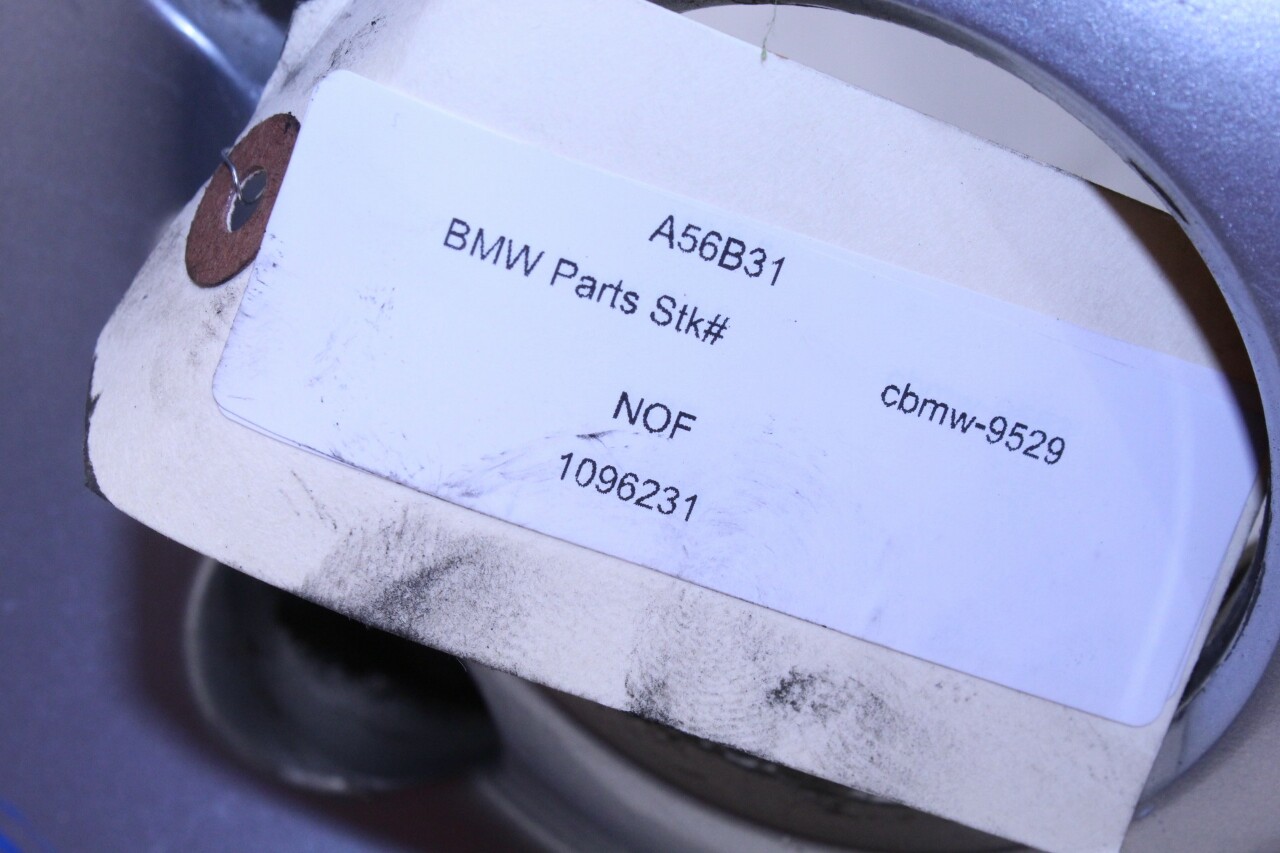 A56B31
BMW Parts Stk#
cbmw-9529
NOF
1096231